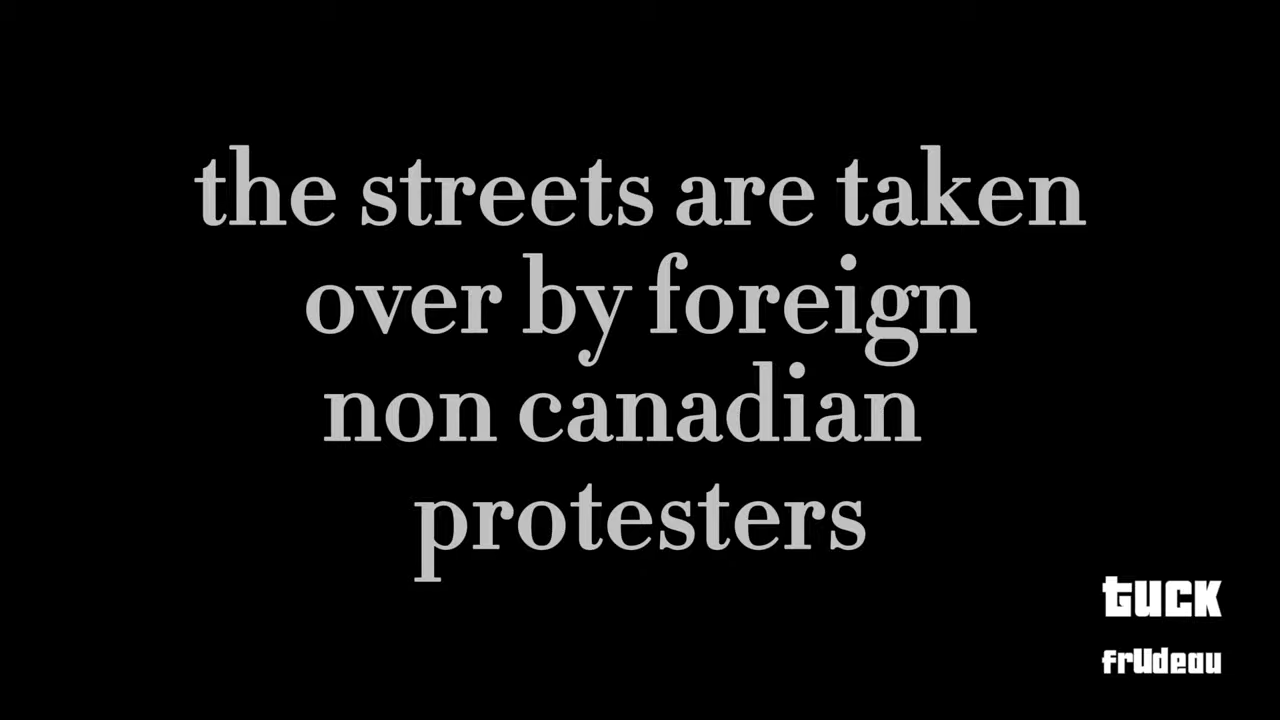 the streets are taken
over by foreign
non canadian
protesters
tuck
frudeau